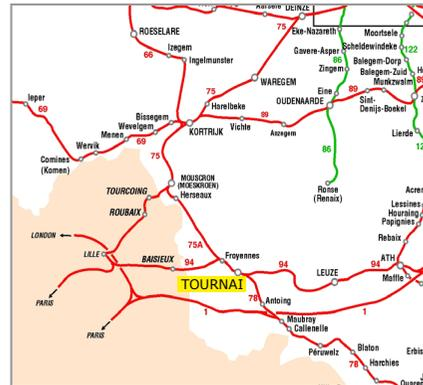 DEINZE
ROESELARE
75
Eke-Nazareth
Moortsele
Gavere-Asper
Scheldewindeke
122
Izegem
66
Ingelmunster
86
Balegem-Dorp
Zingem
Balegem-Zuid
WAREGEM
Munkzwalm
Eine
89
OUDENAARDE
Sint-
Denijs-Boekel
Ieper
69
75
Harelbeke
Bissegem
Wevelgem
Menen
69
KORTRIJK
Vichte
89
Anzegem
Lierde
Wervik
Comines
(Komen)
75
86
MOUSCRON
(MOESKROEN)
Herseaux
Ronse
(Renaix)
TOURCOING
ROUBAIX
Lessines
Houraing
Papignies
Rebaix
LONDON
LILLE
75A
BAISIEUX
94
Froyennes
94
94
ATH
Maffle
LEUZE
TOURNAI
78
PARIS
Antoing
1
1
PARIS
Maubray
Callenelle
Péruwelz
Blaton
Harchies
78